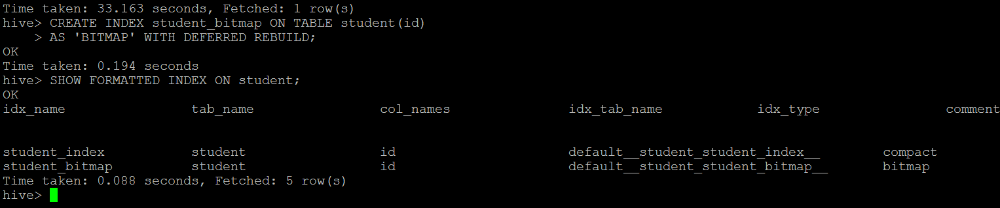 Time taken: 33.163 seconds, Fetched: 1 row(s)
hive> CREATE INDEX student_bitmap ON TABLE student(id)
    > AS 'BITMAP' WITH DEFERRED REBUILD;
OK
Time taken: 0.194 seconds
hive> SHOW FORMATTED INDEX ON student;
OK
idx_name                tab_name                col_names               idx_tab_name            idx_type                comment
student_index           student                 id                      default__student_student_index__        compact
student_bitmap          student                 id                      default__student_student_bitmap__       bitmap
Time taken: 0.088 seconds, Fetched: 5 row(s)
hive>